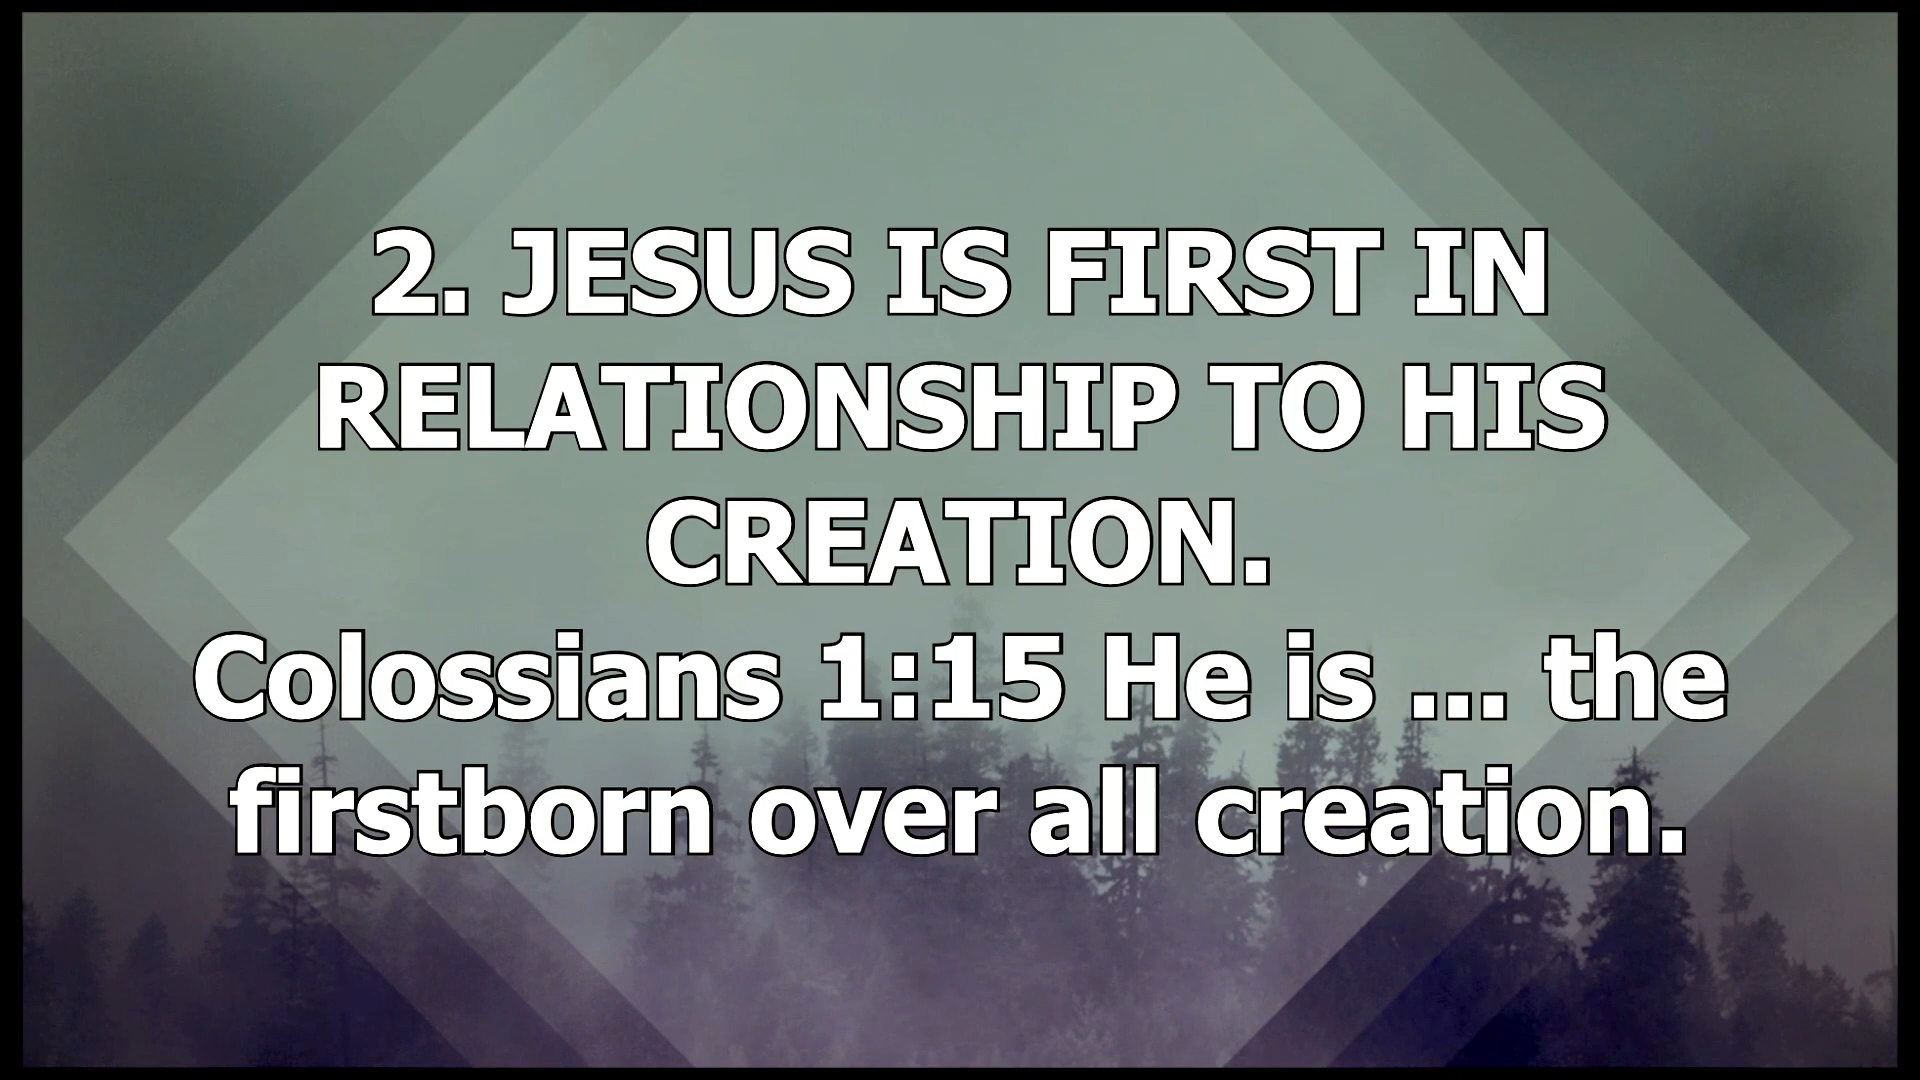 2. JESUS IS FIRST IN
RELATIONSHIP TO HIS
CREATION.
Colossians 1:15 He is ... the
firstborn over all creation.